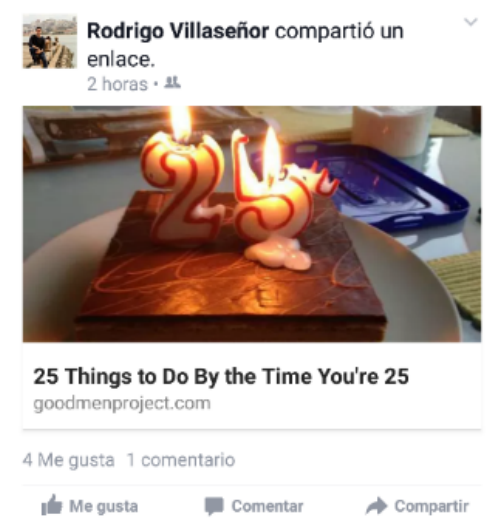 Rodrigo Villaseñor compartió un
enlace.
2 horas •
25
25 Things to Do By the Time You're 25
goodmenproject.com
4 Me gusta 1 comentario
Me gusta Comentar Compartir